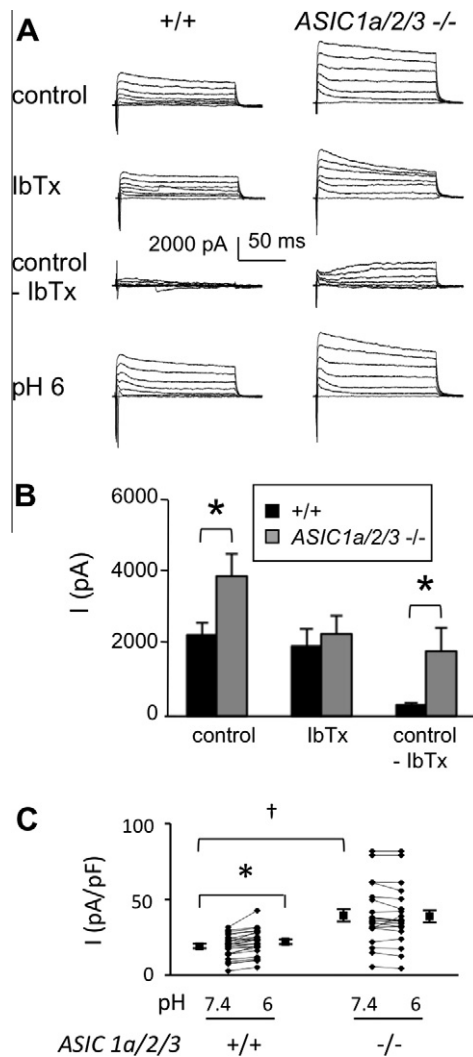 A
+/+ ASIC1a/2/3 -/-
control
IbTx
2000 pA 50 ms
control
- IbTx
pH 6
B
6000
4000
2000
0
I (pA)
* *
+/+
ASIC1a/2/3 -/-
control IbTx control
- IbTx
C
100
50
0
I (pA/pF)
†
*
pH 7.4 6 7.4 6
ASIC 1a/2/3 +/+ -/-